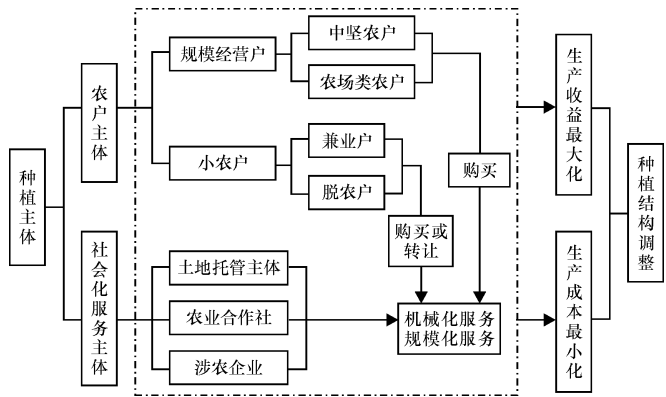 种植主体
农户主体
社会化服务主体
规模经营户
中坚农户
农场类农户
小农户
兼业户
脱农户
土地托管主体
农业合作社
涉农企业
购买
购买或
转让
机械化服务
规模化服务
生产收益最大化
生产成本最小化
种植结构调整